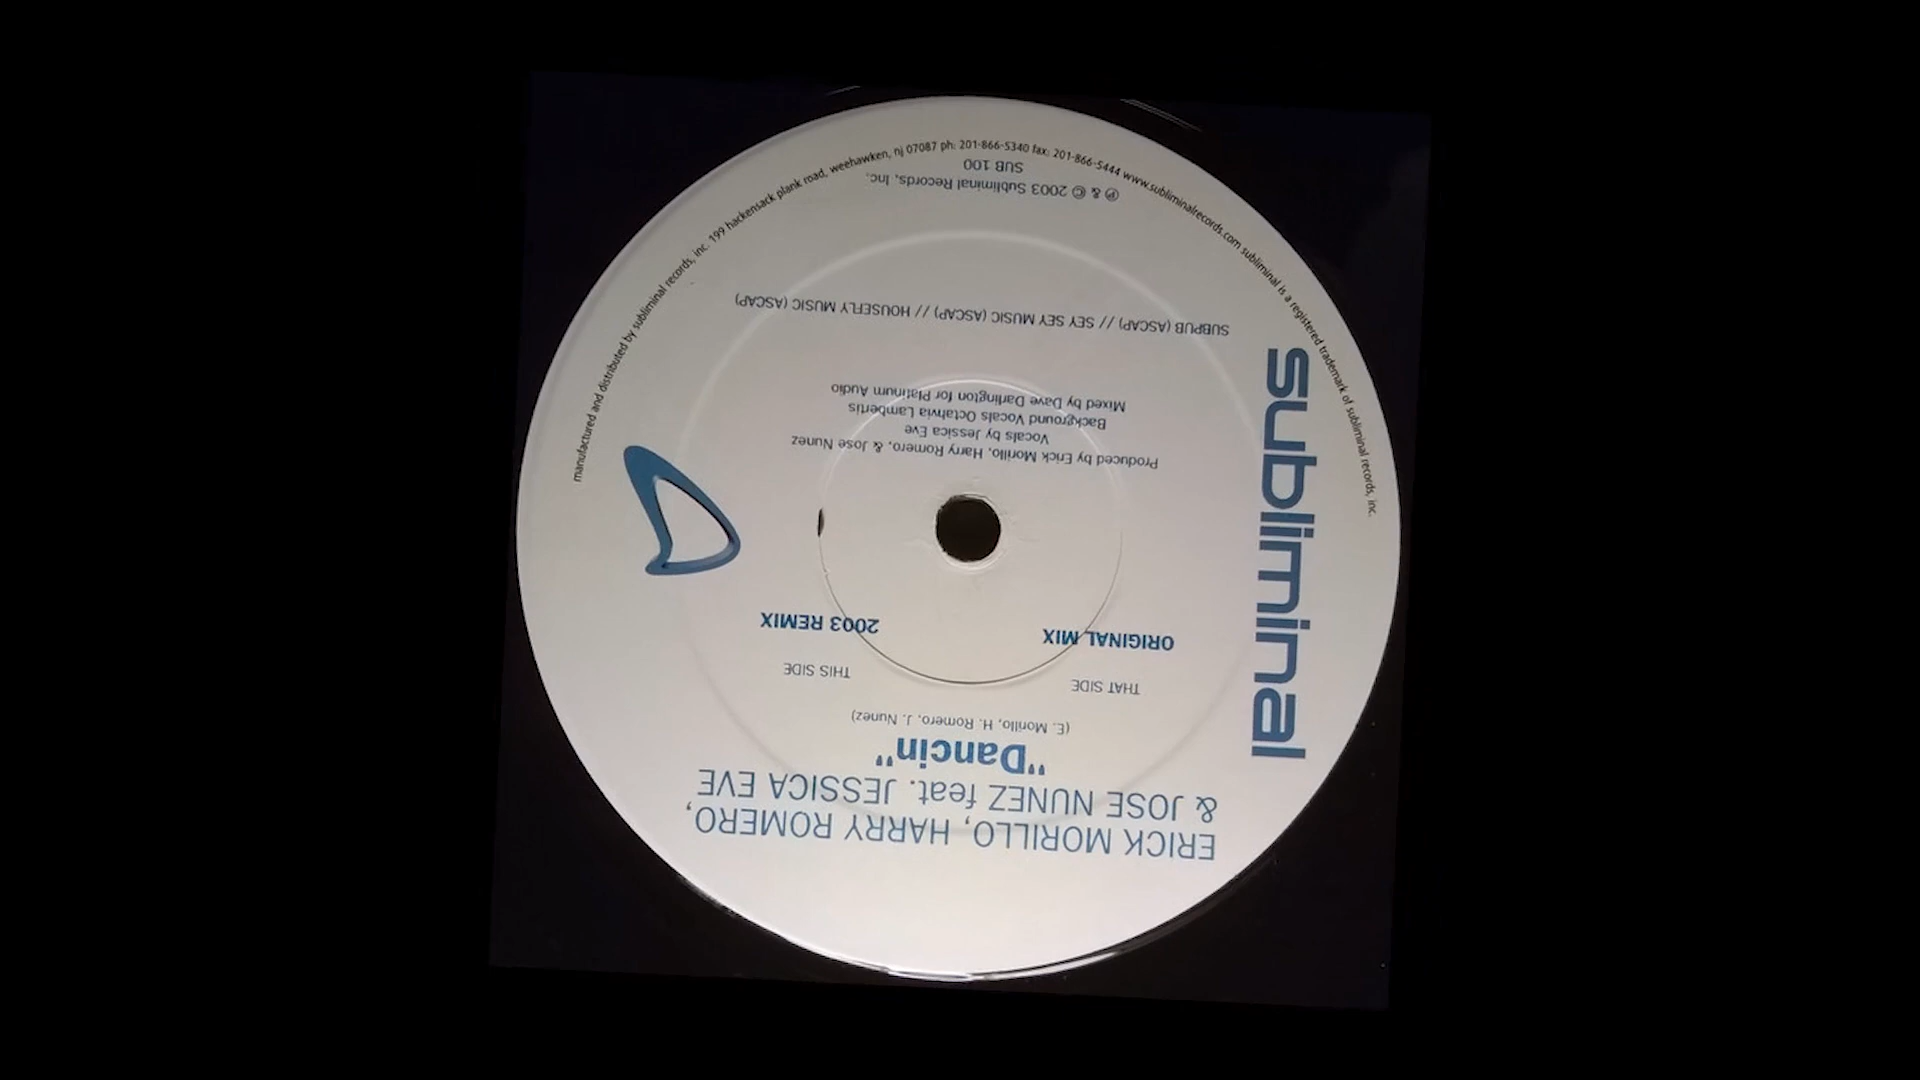 ERICK MORILLO, HARRY ROMERO,
& JOSE NUNEZ feat. JESSICA EVE
"Dancin"
(E. Morillo, H. Romero, J. Nunez)
THAT SIDE
THIS SIDE
ORIGINAL MIX
2003 REMIX
subliminal
Produced by Erick Morillo, Harry Romero, & Jose Nunez
Vocals by Jessica Eve
Background Vocals Octahvia Lambertis
Mixed by Dave Darlington for Platinum Audio
SUBPUB (ASCAP) // SEY SEY MUSIC (ASCAP) // HOUSEFLY MUSIC (ASCAP)
℗ & © 2003 Subliminal Records, Inc.
SUB 100
manufactured and distributed by subliminal records, inc. 199 hackensack plank road, weehawken, nj 07087 ph: 201-866-5340 fax: 201-866-5444 www.subliminalrecords.com subliminal is a registered trademark of subliminal records, inc.